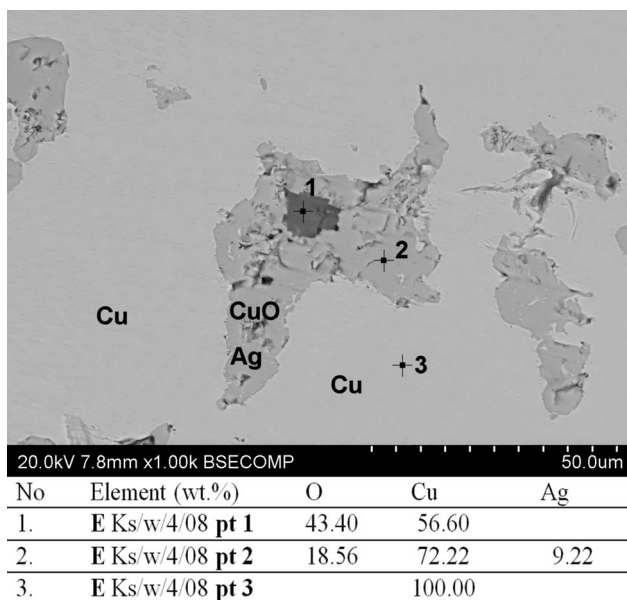 1
2
CuO
Cu
Ag
3
Cu
20.0kV 7.8mm x1.00k BSECOMP 50.0um
No Element (wt.%) O Cu Ag
1. E Ks/w/4/08 pt 1 43.40 56.60
2. E Ks/w/4/08 pt 2 18.56 72.22 9.22
3. E Ks/w/4/08 pt 3 100.00